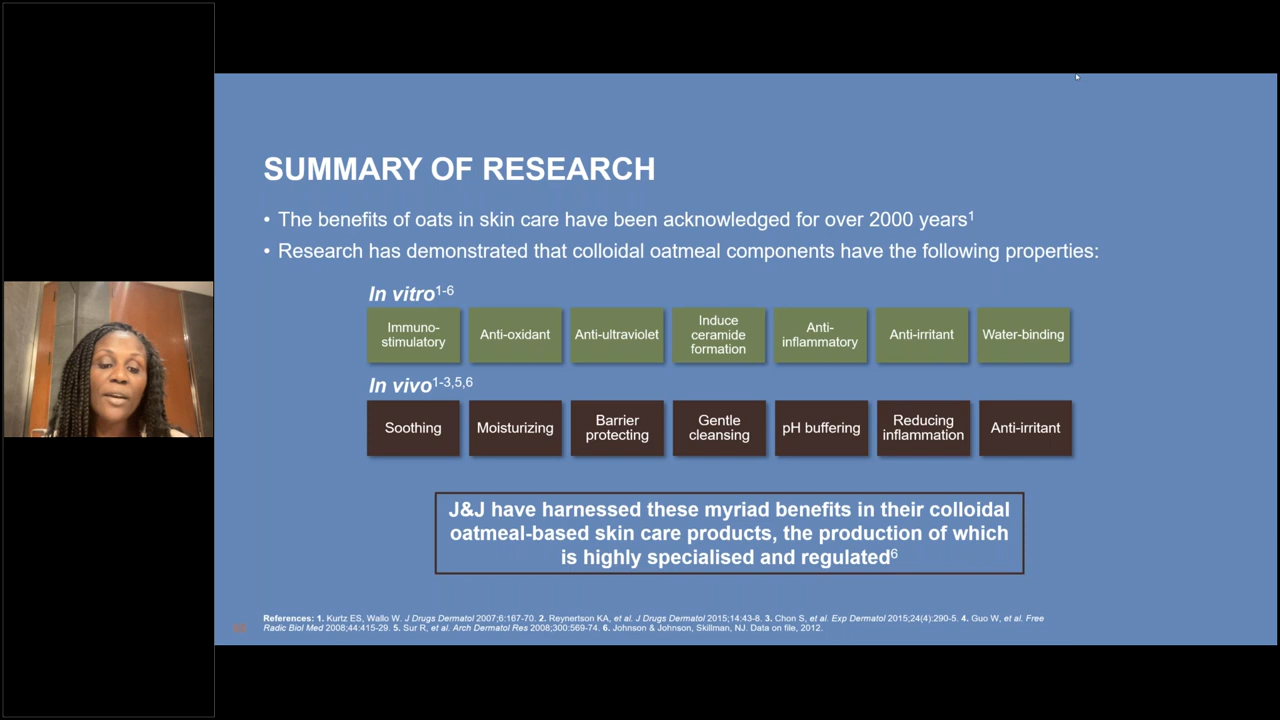 SUMMARY OF RESEARCH
• The benefits of oats in skin care have been acknowledged for over 2000 years1
• Research has demonstrated that colloidal oatmeal components have the following properties:
In vitro1-6
Immuno-
stimulatory
Anti-oxidant
Anti-ultraviolet
Induce
ceramide
formation
Anti-
inflammatory
Anti-irritant
Water-binding
In vivo1-3,5,6
Soothing
Moisturizing
Barrier
protecting
Gentle
cleansing
pH buffering
Reducing
inflammation
Anti-irritant
J&J have harnessed these myriad benefits in their colloidal
oatmeal-based skin care products, the production of which
is highly specialised and regulated6
References: 1. Kurtz ES, Wallo W. J Drugs Dermatol 2007;6:167-70. 2. Reynertson KA, et al. J Drugs Dermatol 2015;14:43-8. 3. Chon S, et al. Exp Dermatol 2015;24(4):290-5. 4. Guo W, et al. Free
Radic Biol Med 2008;44:415-29. 5. Sur R, et al. Arch Dermatol Res 2008;300:569-74. 6. Johnson & Johnson, Skillman, NJ. Data on file, 2012.